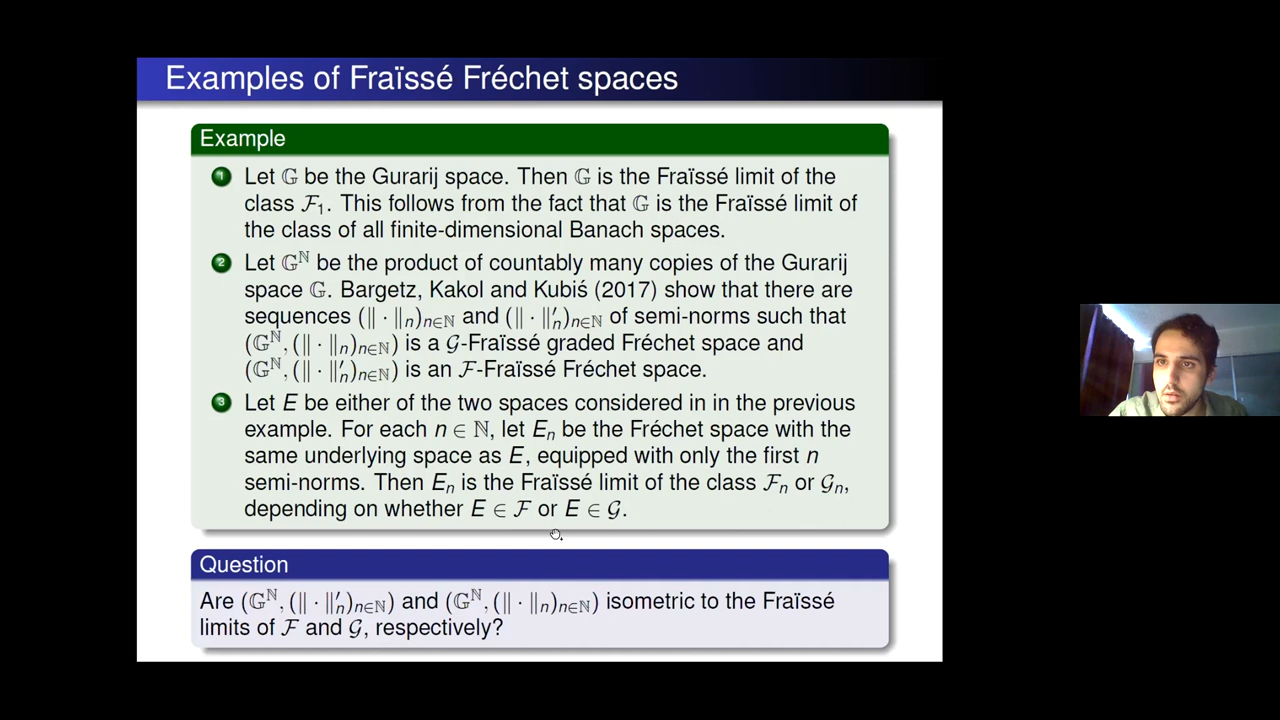 Examples of Fraïssé Fréchet spaces
Example
1 Let 𝔾 be the Gurarij space. Then 𝔾 is the Fraïssé limit of the
class ℱ₁. This follows from the fact that 𝔾 is the Fraïssé limit of
the class of all finite-dimensional Banach spaces.
2 Let 𝔾^ℕ be the product of countably many copies of the Gurarij
space 𝔾. Bargetz, Kakol and Kubiś (2017) show that there are
sequences (‖ · ‖ₙ)ₙ∈ℕ and (‖ · ‖′ₙ)ₙ∈ℕ of semi-norms such that
(𝔾^ℕ, (‖ · ‖ₙ)ₙ∈ℕ) is a 𝒢-Fraïssé graded Fréchet space and
(𝔾^ℕ, (‖ · ‖′ₙ)ₙ∈ℕ) is an ℱ-Fraïssé Fréchet space.
3 Let E be either of the two spaces considered in in the previous
example. For each n ∈ ℕ, let Eₙ be the Fréchet space with the
same underlying space as E, equipped with only the first n
semi-norms. Then Eₙ is the Fraïssé limit of the class ℱₙ or 𝒢ₙ,
depending on whether E ∈ ℱ or E ∈ 𝒢.
Question
Are (𝔾^ℕ, (‖ · ‖′ₙ)ₙ∈ℕ) and (𝔾^ℕ, (‖ · ‖ₙ)ₙ∈ℕ) isometric to the Fraïssé
limits of ℱ and 𝒢, respectively?